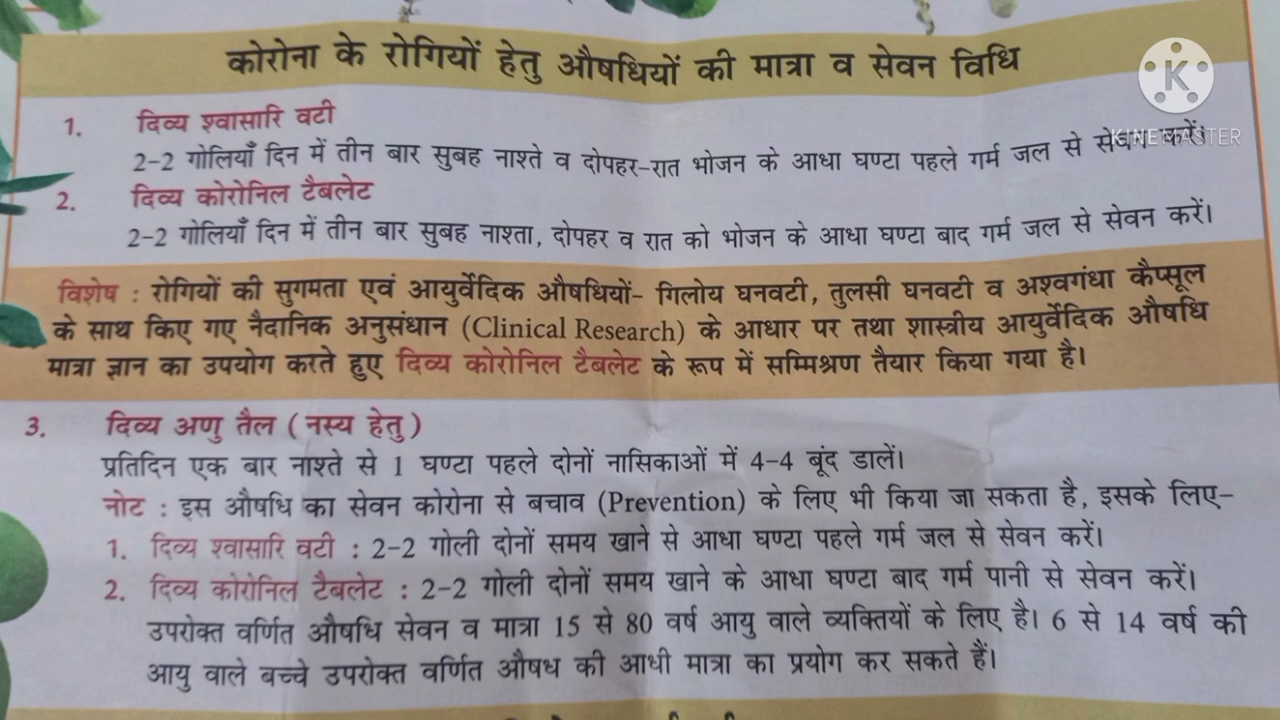 कोरोना के रोगियों हेतु औषधियों की मात्रा व सेवन विधि
K
KINEMASTER
1. दिव्य श्वासारि वटी
2-2 गोलियाँ दिन में तीन बार सुबह नाश्ते व दोपहर-रात भोजन के आधा घण्टा पहले गर्म जल से सेवन करें।
2. दिव्य कोरोनिल टैबलेट
2-2 गोलियाँ दिन में तीन बार सुबह नाश्ता, दोपहर व रात को भोजन के आधा घण्टा बाद गर्म जल से सेवन करें।
विशेष : रोगियों की सुगमता एवं आयुर्वेदिक औषधियों- गिलोय घनवटी, तुलसी घनवटी व अश्वगंधा कैप्सूल
के साथ किए गए नैदानिक अनुसंधान (Clinical Research) के आधार पर तथा शास्त्रीय आयुर्वेदिक औषधि
मात्रा ज्ञान का उपयोग करते हुए दिव्य कोरोनिल टैबलेट के रूप में सम्मिश्रण तैयार किया गया है।
3. दिव्य अणु तैल ( नस्य हेतु )
प्रतिदिन एक बार नाश्ते से 1 घण्टा पहले दोनों नासिकाओं में 4-4 बूंद डालें।
नोट : इस औषधि का सेवन कोरोना से बचाव (Prevention) के लिए भी किया जा सकता है, इसके लिए-
1. दिव्य श्वासारि वटी : 2-2 गोली दोनों समय खाने से आधा घण्टा पहले गर्म जल से सेवन करें।
2. दिव्य कोरोनिल टैबलेट : 2-2 गोली दोनों समय खाने के आधा घण्टा बाद गर्म पानी से सेवन करें।
उपरोक्त वर्णित औषधि सेवन व मात्रा 15 से 80 वर्ष आयु वाले व्यक्तियों के लिए है। 6 से 14 वर्ष की
आयु वाले बच्चे उपरोक्त वर्णित औषध की आधी मात्रा का प्रयोग कर सकते हैं।